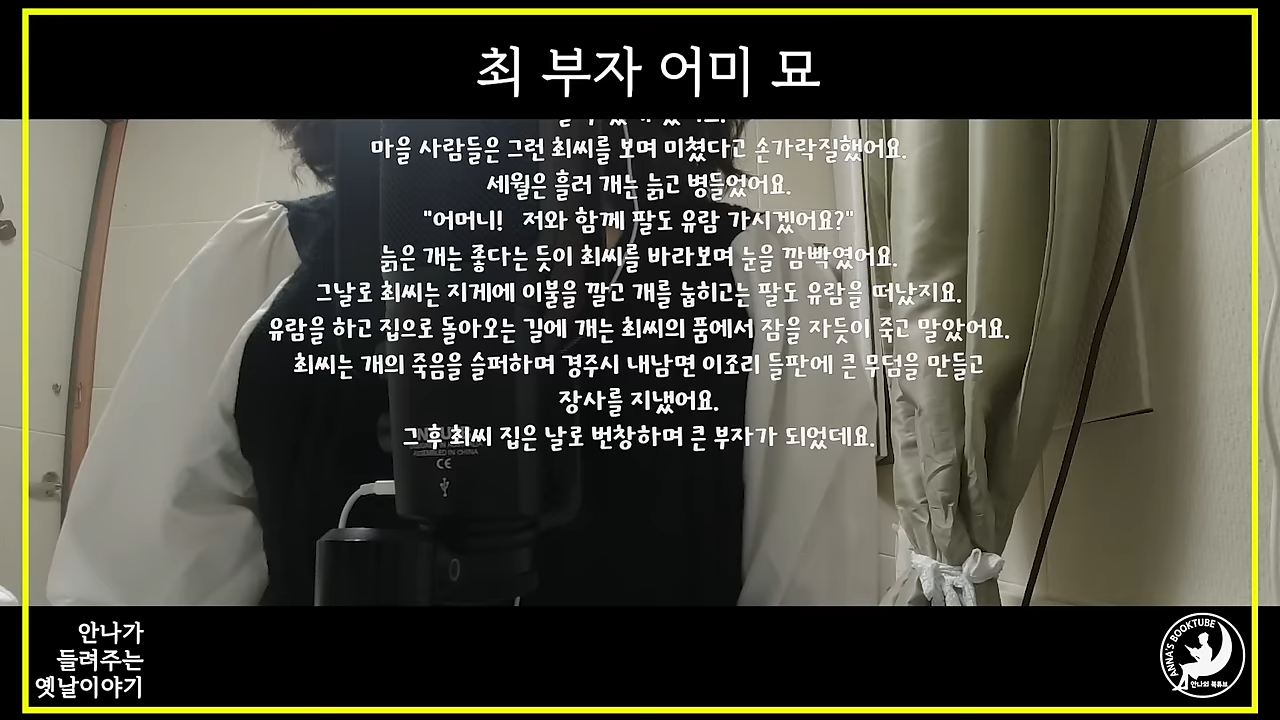 최 부자 어미 묘
마을 사람들은 그런 최씨를 보며 미쳤다고 손가락질했어요.
세월은 흘러 개는 늙고 병들었어요.
"어머니! 저와 함께 팔도 유람 가시겠어요?"
늙은 개는 좋다는 듯이 최씨를 바라보며 눈을 깜빡였어요.
그날로 최씨는 지게에 이불을 깔고 개를 눕히고는 팔도 유람을 떠났지요.
유람을 하고 집으로 돌아오는 길에 개는 최씨의 품에서 잠을 자듯이 죽고 말았어요.
최씨는 개의 죽음을 슬퍼하며 경주시 내남면 이조리 들판에 큰 무덤을 만들고
장사를 지냈어요.
그 후 최씨 집은 날로 번창하며 큰 부자가 되었데요.
ASSEMBLED IN CHINA
CE
안나가
들려주는
옛날이야기
ANNA'S BOOKTUBE
안나의 북튜브